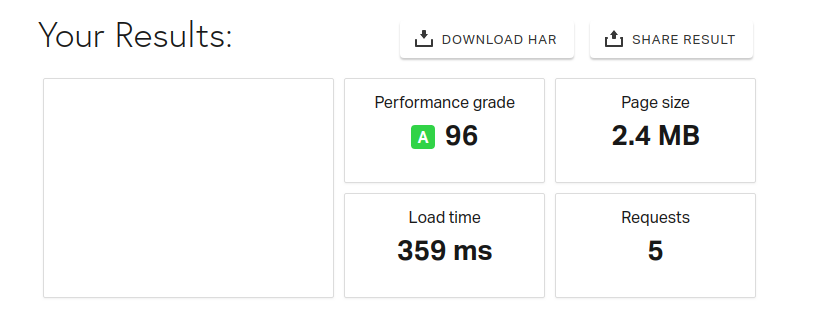 Your Results:
DOWNLOAD HAR
SHARE RESULT
Performance grade
A 96
Page size
2.4 MB
Load time
359 ms
Requests
5